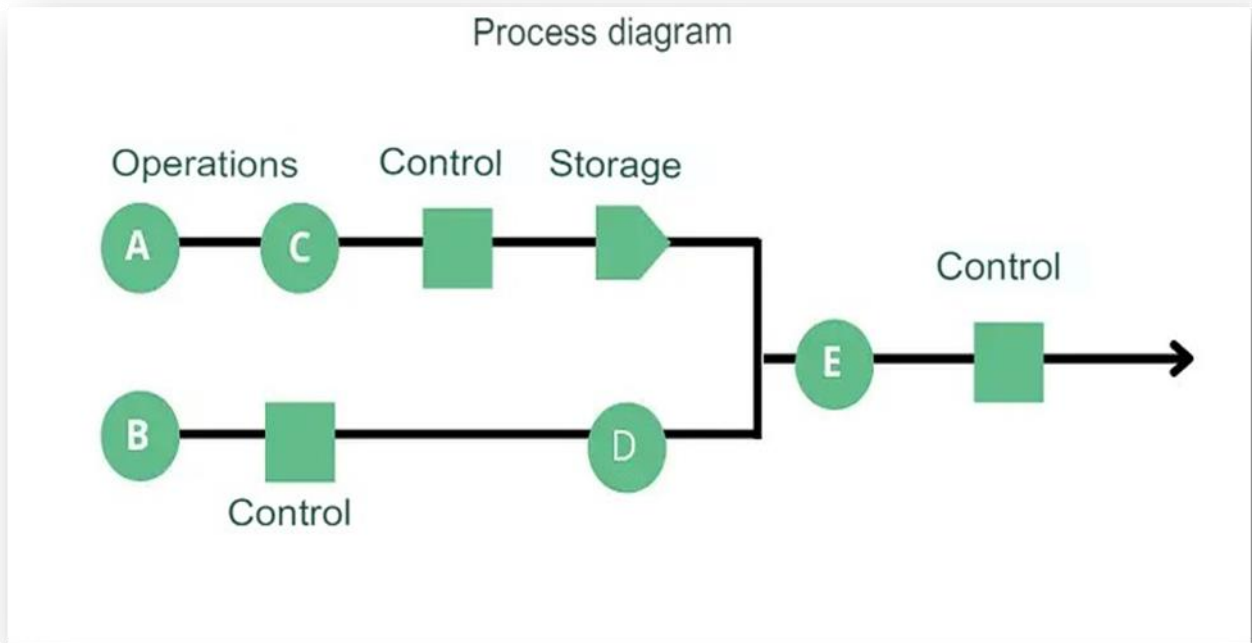 Process diagram
Operations
Control
Storage
A
C
Control
E
B
D
Control